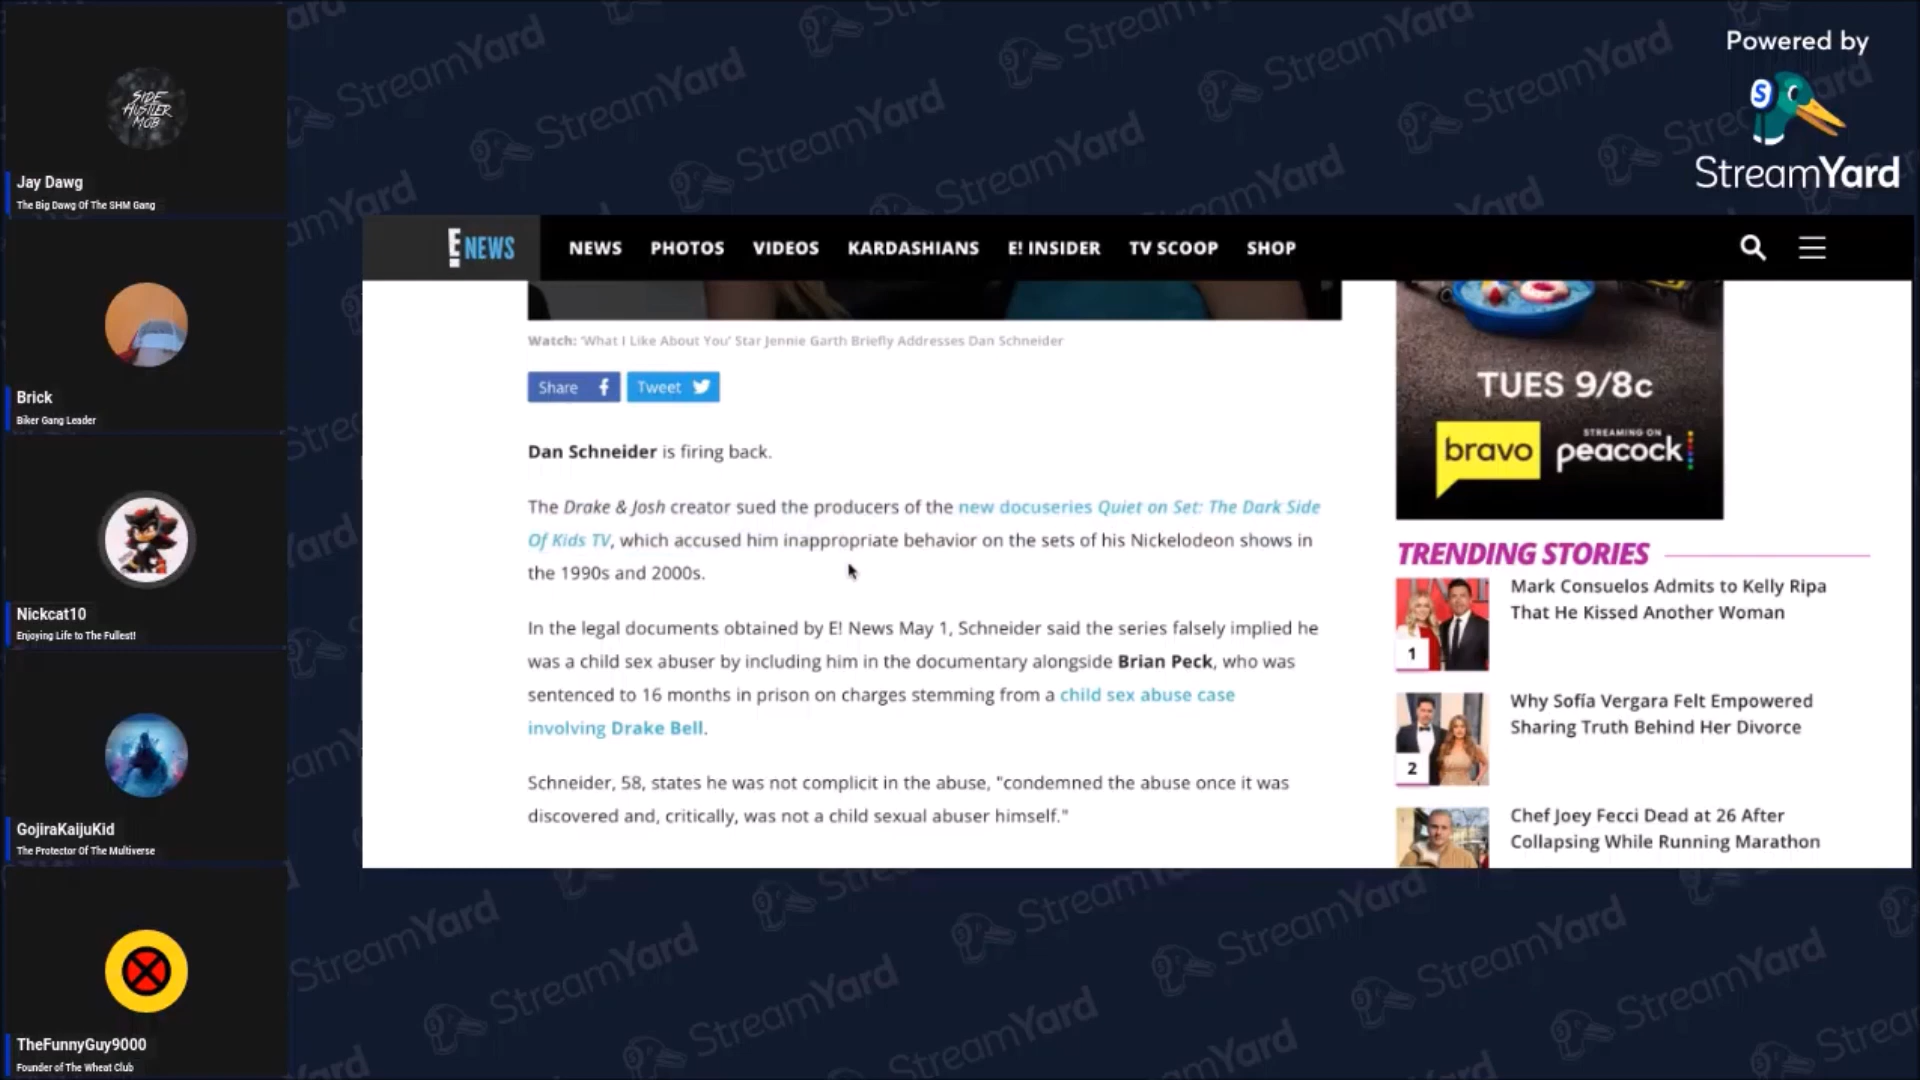 Powered by
StreamYard
SIDE
HUSTLER
MOB
Jay Dawg
The Big Dawg Of The SHM Gang
Brick
Biker Gang Leader
Nickcat10
Enjoying Life to The Fullest!
GojiraKaijuKid
The Protector Of The Multiverse
TheFunnyGuy9000
Founder of The Wheat Club
E! NEWS
NEWS PHOTOS VIDEOS KARDASHIANS E! INSIDER TV SCOOP SHOP
Watch: 'What I Like About You' Star Jennie Garth Briefly Addresses Dan Schneider
Share Tweet
Dan Schneider is firing back.
The Drake & Josh creator sued the producers of the new docuseries Quiet on Set: The Dark Side
Of Kids TV, which accused him inappropriate behavior on the sets of his Nickelodeon shows in
the 1990s and 2000s.
In the legal documents obtained by E! News May 1, Schneider said the series falsely implied he
was a child sex abuser by including him in the documentary alongside Brian Peck, who was
sentenced to 16 months in prison on charges stemming from a child sex abuse case
involving Drake Bell.
Schneider, 58, states he was not complicit in the abuse, "condemned the abuse once it was
discovered and, critically, was not a child sexual abuser himself."
TUES 9/8c
bravo
STREAMING ON
peacock
TRENDING STORIES
1
Mark Consuelos Admits to Kelly Ripa
That He Kissed Another Woman
2
Why Sofía Vergara Felt Empowered
Sharing Truth Behind Her Divorce
Chef Joey Fecci Dead at 26 After
Collapsing While Running Marathon